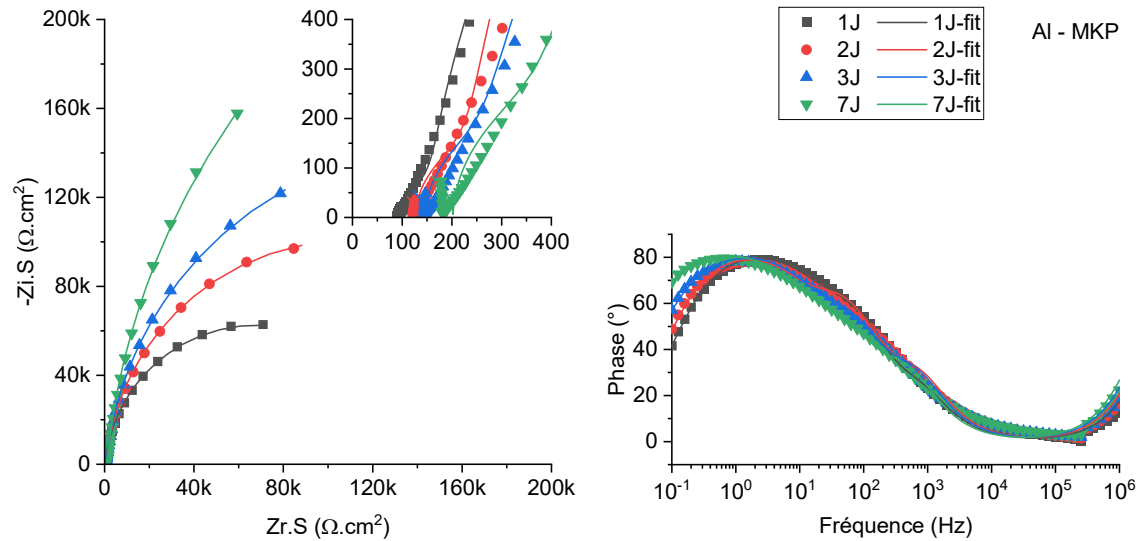 200k
160k
120k
80k
40k
0
-Zi.S (Ω.cm²)
0
40k
80k
120k
160k
200k
Zr.S (Ω.cm²)
400
300
200
100
0
0
100
200
300
400
1J
1J-fit
2J
2J-fit
3J
3J-fit
7J
7J-fit
Al - MKP
80
60
40
20
0
Phase (°)
10⁻¹
10⁰
10¹
10²
10³
10⁴
10⁵
10⁶
Fréquence (Hz)